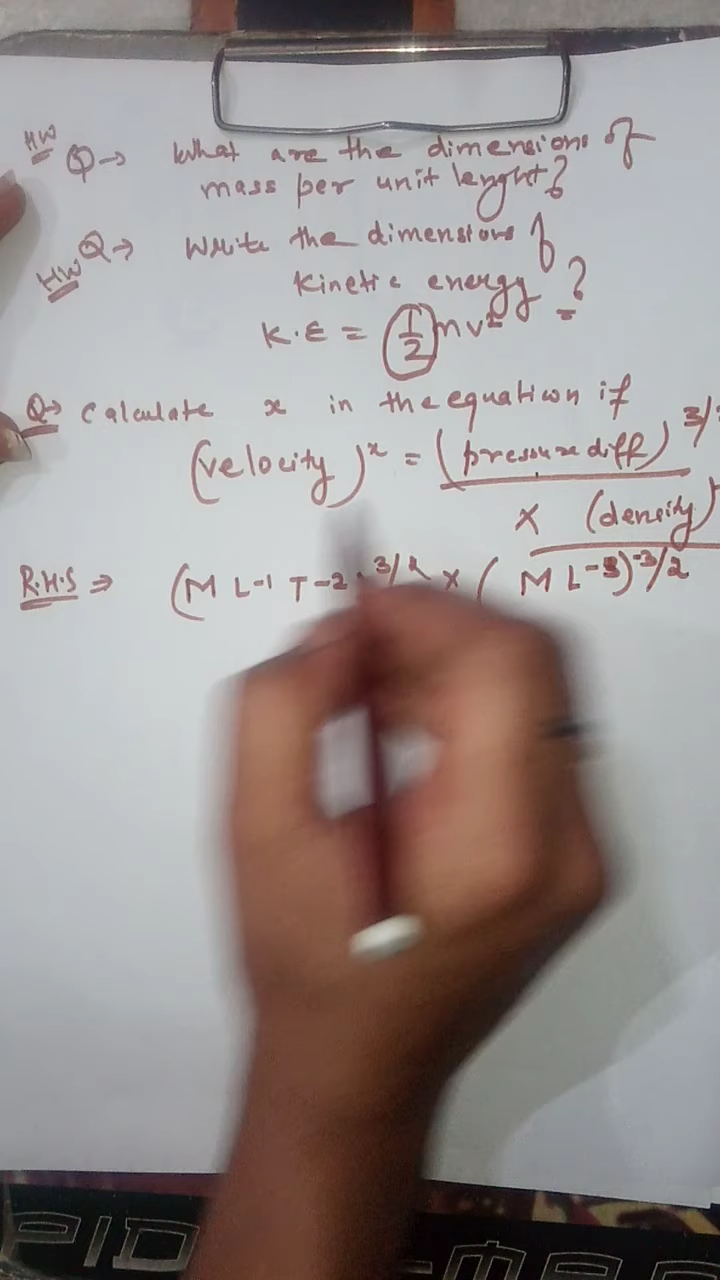 HW Q→ What are the dimensions of
mass per unit lenght?
HW Q→ Write the dimensions of
kinetic energy?
K.E = 1/2 mv²
Q→ Calculate x in the equation if
(velocity)^x = (pressure diff)^3/
x (density)
R.H.S ⇒ (M L-1 T-2 3/2 x (M L-3)-3/2